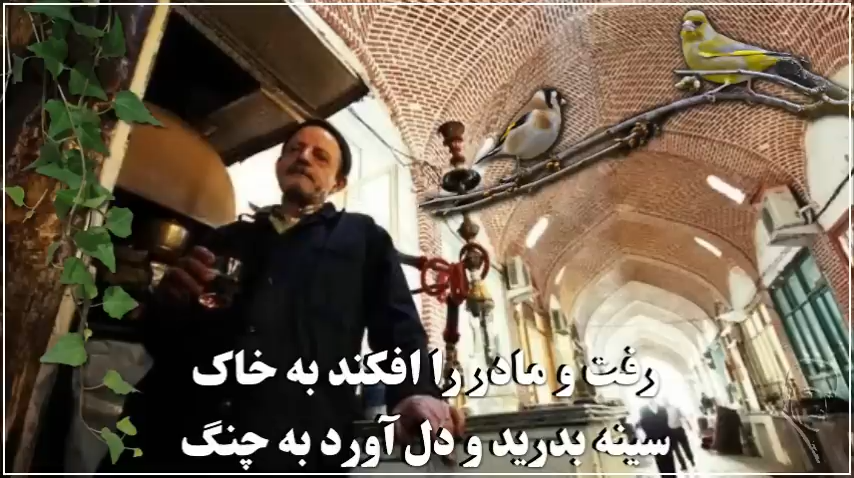 رفت و مادر را افکند به خاک
سینه بدرید و دل آورد به چنگ